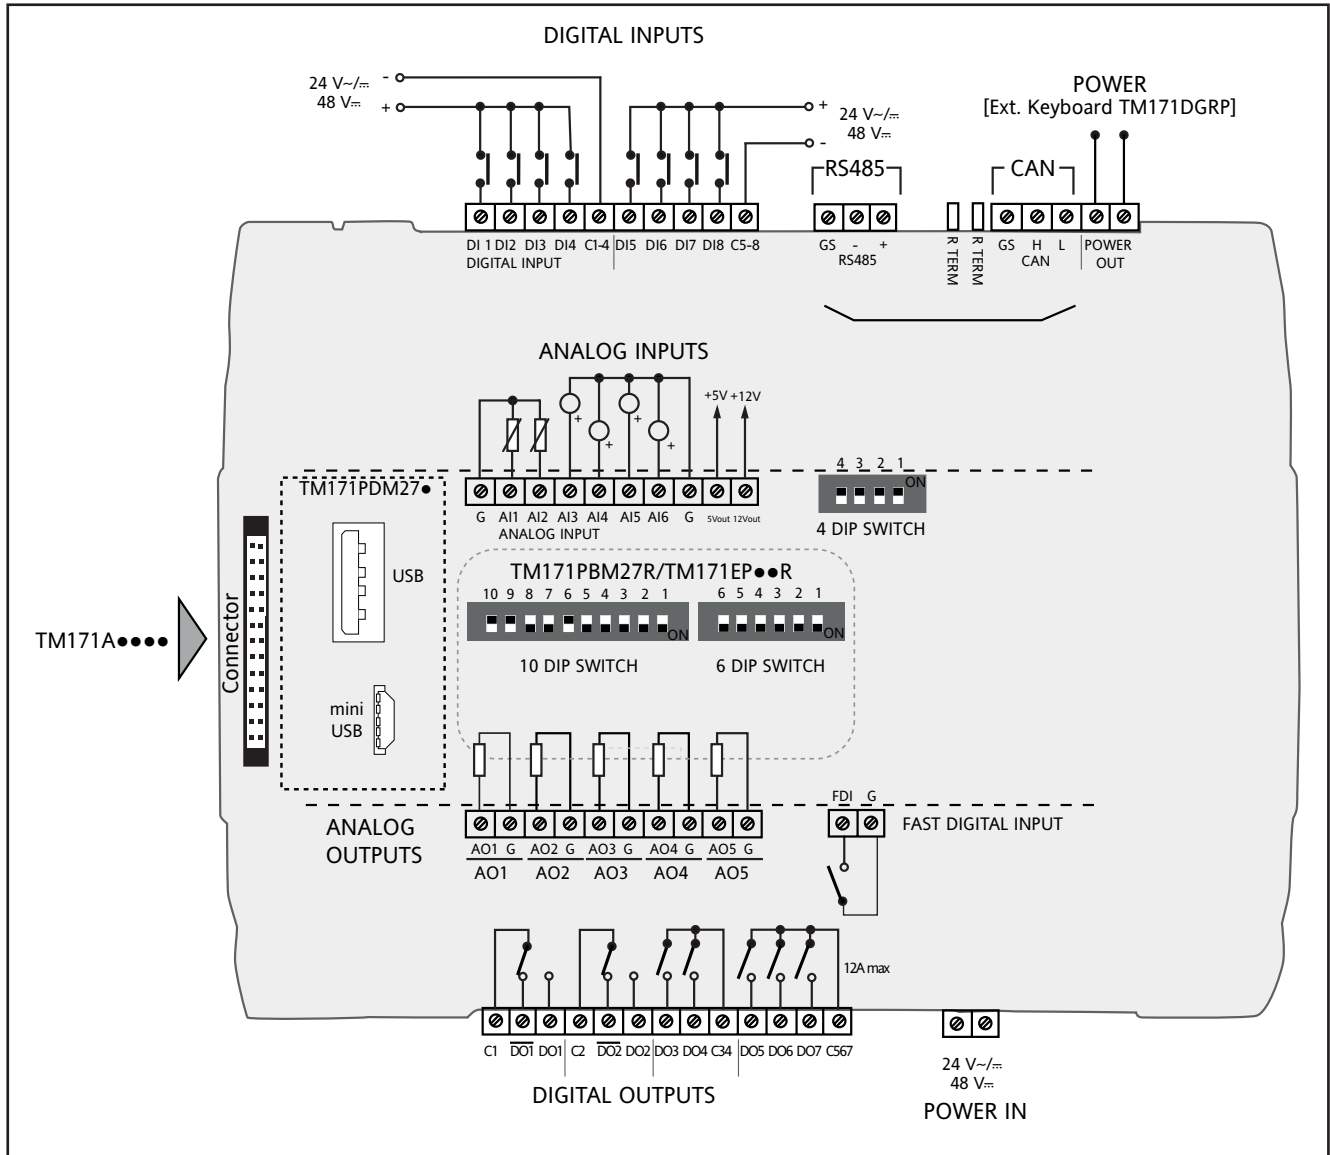 DIGITAL INPUTS
24 V~/⎓
48 V⎓
-
+
+
-
24 V~/⎓
48 V⎓
POWER
[Ext. Keyboard TM171DGRP]
RS485
CAN
DI 1 DI2 DI3 DI4 C1-4 DI5 DI6 DI7 DI8 C5-8
DIGITAL INPUT
GS - +
RS485
R TERM
R TERM
GS H L
CAN
POWER
OUT
ANALOG INPUTS
+5V +12V
+ + + +
4 3 2 1
ON
4 DIP SWITCH
TM171PDM27●
G AI1 AI2 AI3 AI4 AI5 AI6 G 5Vout 12Vout
ANALOG INPUT
USB
mini
USB
Connector
TM171A●●●●
TM171PBM27R/TM171EP●●R
10 9 8 7 6 5 4 3 2 1
ON
10 DIP SWITCH
6 5 4 3 2 1
ON
6 DIP SWITCH
ANALOG
OUTPUTS
AO1 G AO2 G AO3 G AO4 G AO5 G
AO1 AO2 AO3 AO4 AO5
FDI G
FAST DIGITAL INPUT
12A max
C1 DO1 DO1 C2 DO2 DO2 DO3 DO4 C34 DO5 DO6 DO7 C567
DIGITAL OUTPUTS
24 V~/⎓
48 V⎓
POWER IN